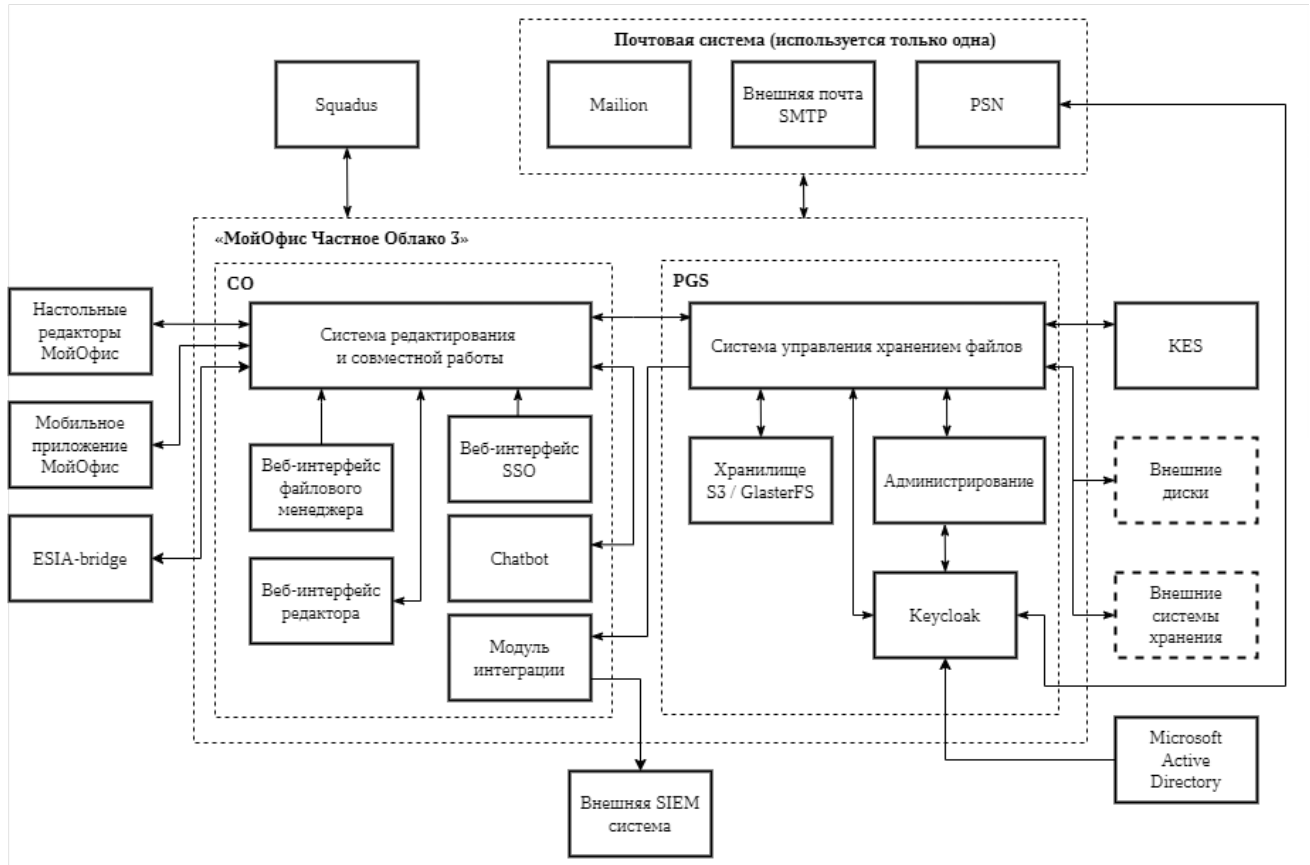 Почтовая система (используется только одна)
Squadus
Mailion
Внешняя почта
SMTP
PSN
«МойОфис Частное Облако 3»
CO
PGS
Настольные
редакторы
МойОфис
Система редактирования
и совместной работы
Система управления хранением файлов
KES
Мобильное
приложение
МойОфис
Веб-интерфейс
файлового
менеджера
Веб-интерфейс
SSO
Хранилище
S3 / GlasterFS
Администрирование
Внешние
диски
ESIA-bridge
Chatbot
Веб-интерфейс
редактора
Модуль
интеграции
Keycloak
Внешние
системы
хранения
Microsoft
Active
Directory
Внешняя SIEM
система